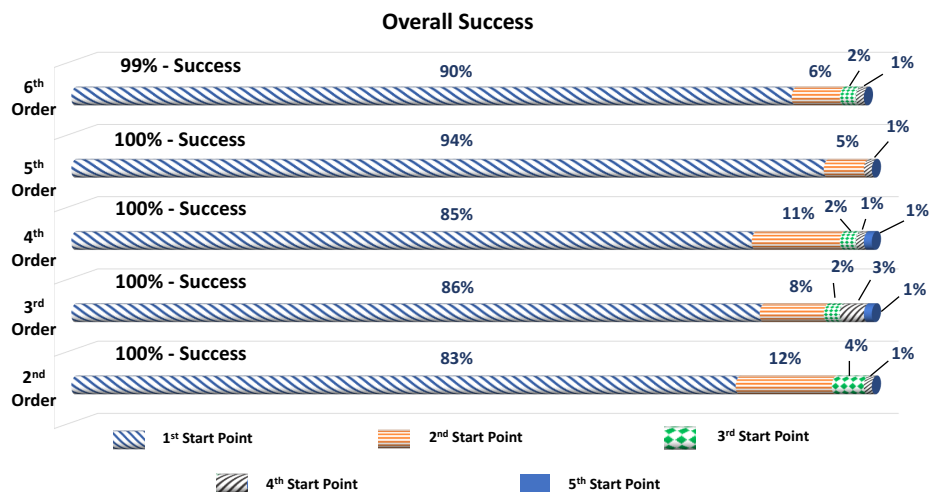 Overall Success
99% - Success
90%
6%
2%
1%
6th
Order
100% - Success
94%
5%
1%
5th
Order
100% - Success
85%
11%
2%
1%
1%
4th
Order
100% - Success
86%
8%
2%
3%
1%
3rd
Order
100% - Success
83%
12%
4%
1%
2nd
Order
1st Start Point
2nd Start Point
3rd Start Point
4th Start Point
5th Start Point